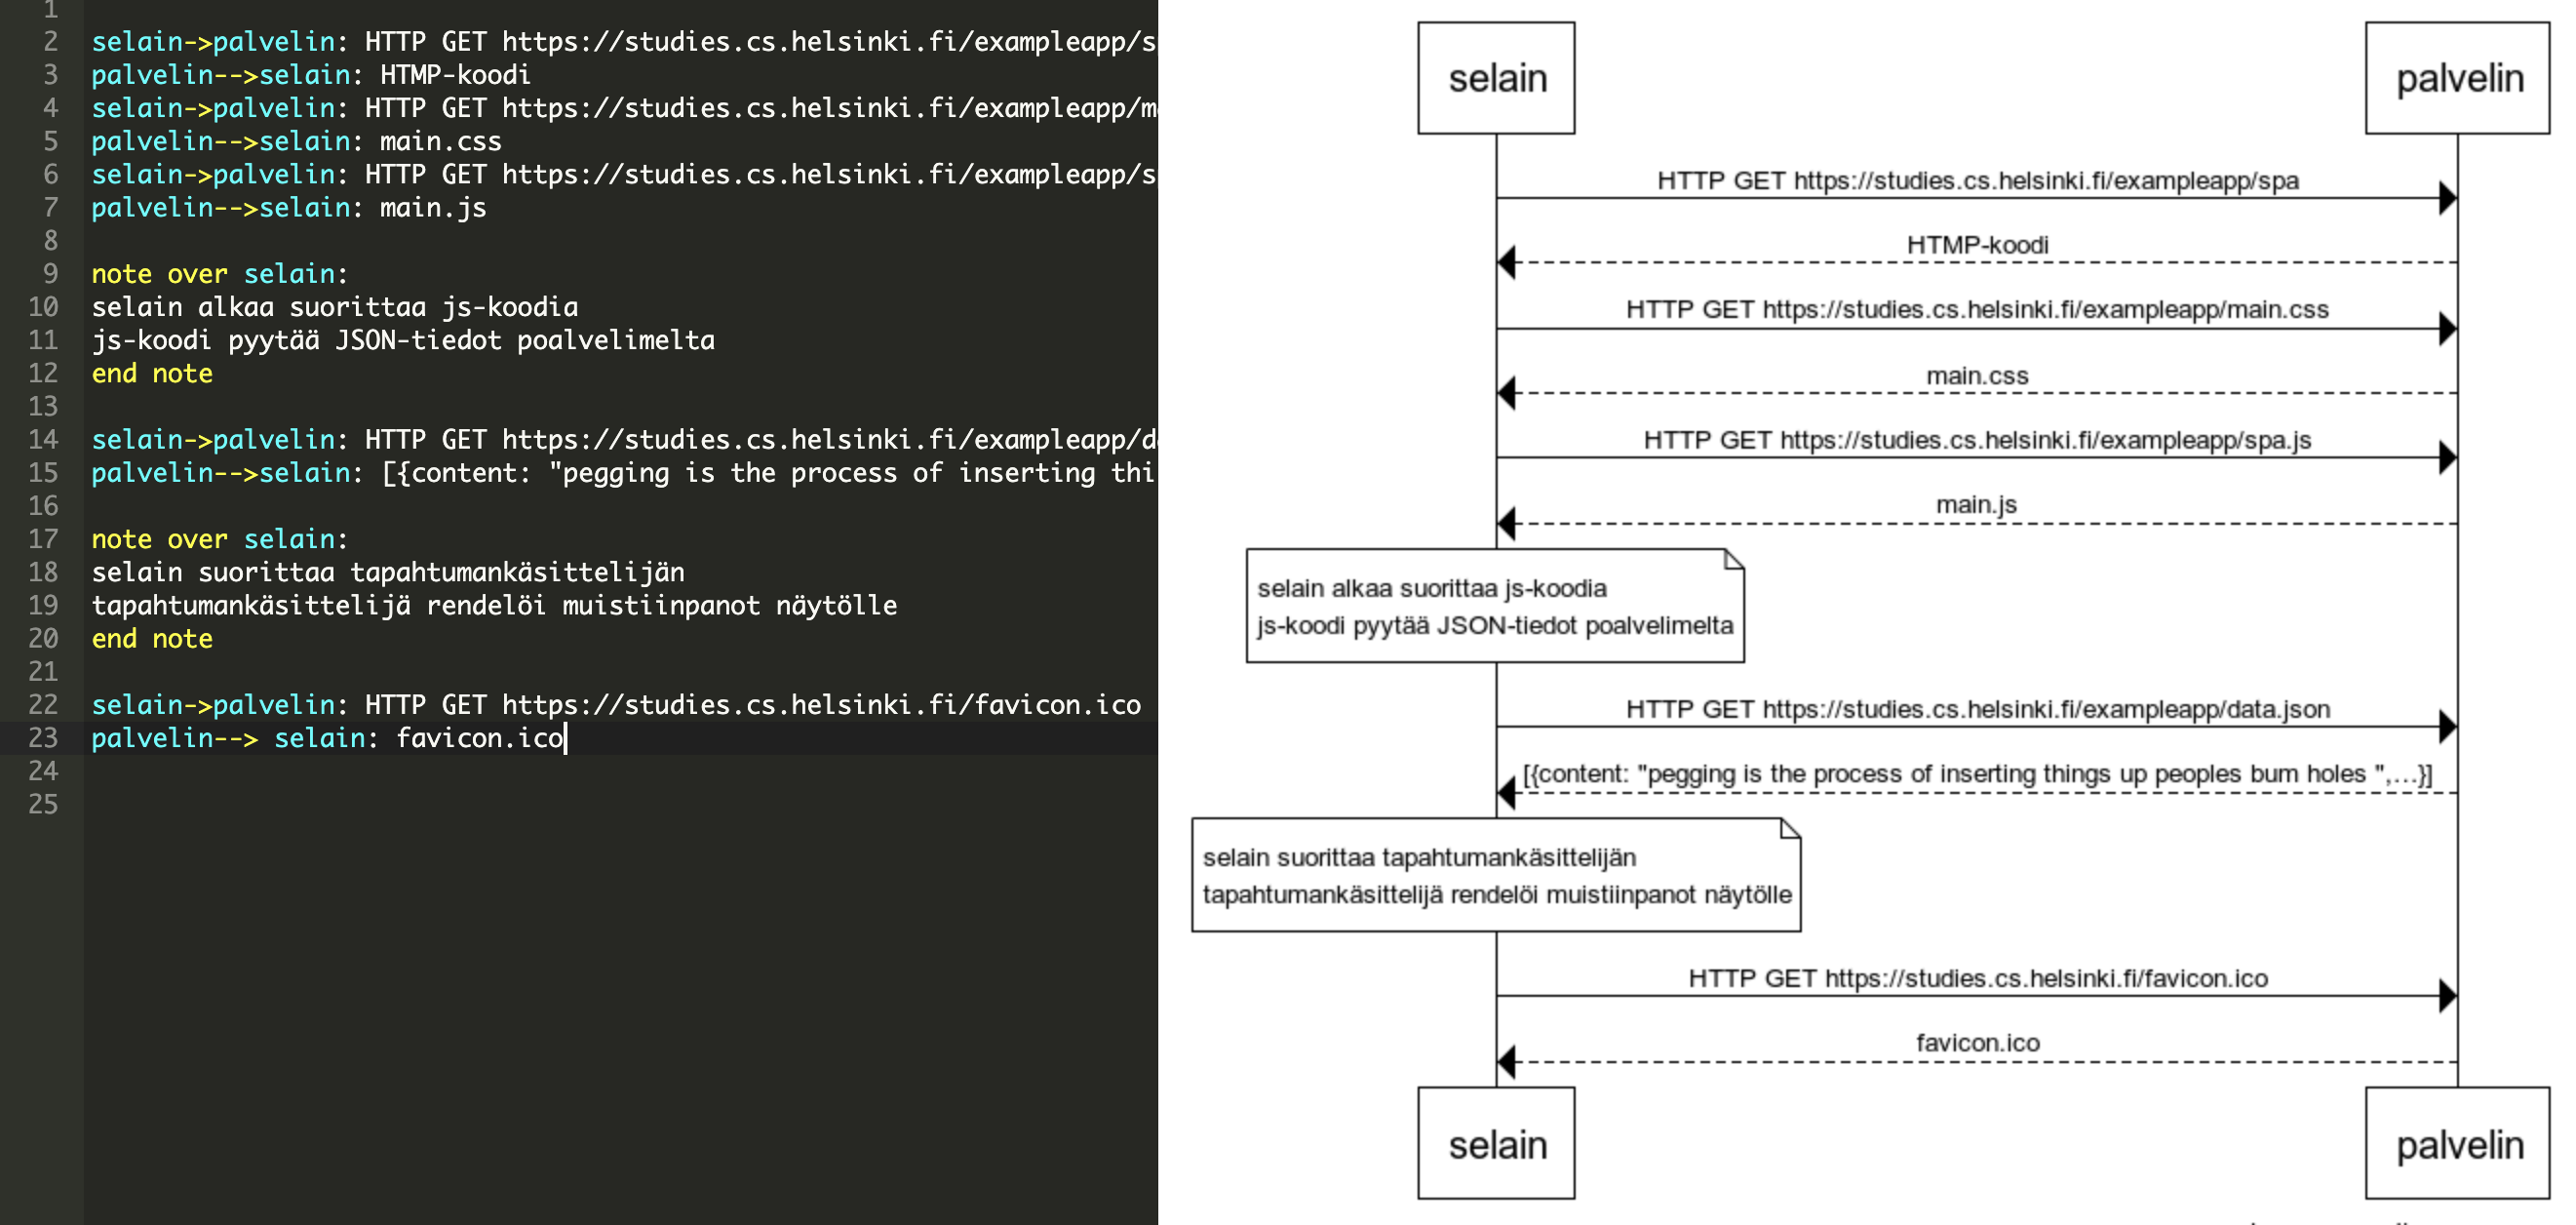 1
2 selain->palvelin: HTTP GET https://studies.cs.helsinki.fi/exampleapp/s
3 palvelin-->selain: HTMP-koodi
4 selain->palvelin: HTTP GET https://studies.cs.helsinki.fi/exampleapp/m
5 palvelin-->selain: main.css
6 selain->palvelin: HTTP GET https://studies.cs.helsinki.fi/exampleapp/s
7 palvelin-->selain: main.js
8
9 note over selain:
10 selain alkaa suorittaa js-koodia
11 js-koodi pyytää JSON-tiedot poalvelimelta
12 end note
13
14 selain->palvelin: HTTP GET https://studies.cs.helsinki.fi/exampleapp/d
15 palvelin-->selain: [{content: "pegging is the process of inserting thi
16
17 note over selain:
18 selain suorittaa tapahtumankäsittelijän
19 tapahtumankäsittelijä rendelöi muistiinpanot näytölle
20 end note
21
22 selain->palvelin: HTTP GET https://studies.cs.helsinki.fi/favicon.ico
23 palvelin--> selain: favicon.ico
24
25
selain palvelin
HTTP GET https://studies.cs.helsinki.fi/exampleapp/spa
HTMP-koodi
HTTP GET https://studies.cs.helsinki.fi/exampleapp/main.css
main.css
HTTP GET https://studies.cs.helsinki.fi/exampleapp/spa.js
main.js
selain alkaa suorittaa js-koodia
js-koodi pyytää JSON-tiedot poalvelimelta
HTTP GET https://studies.cs.helsinki.fi/exampleapp/data.json
[{content: "pegging is the process of inserting things up peoples bum holes ",...}]
selain suorittaa tapahtumankäsittelijän
tapahtumankäsittelijä rendelöi muistiinpanot näytölle
HTTP GET https://studies.cs.helsinki.fi/favicon.ico
favicon.ico
selain palvelin